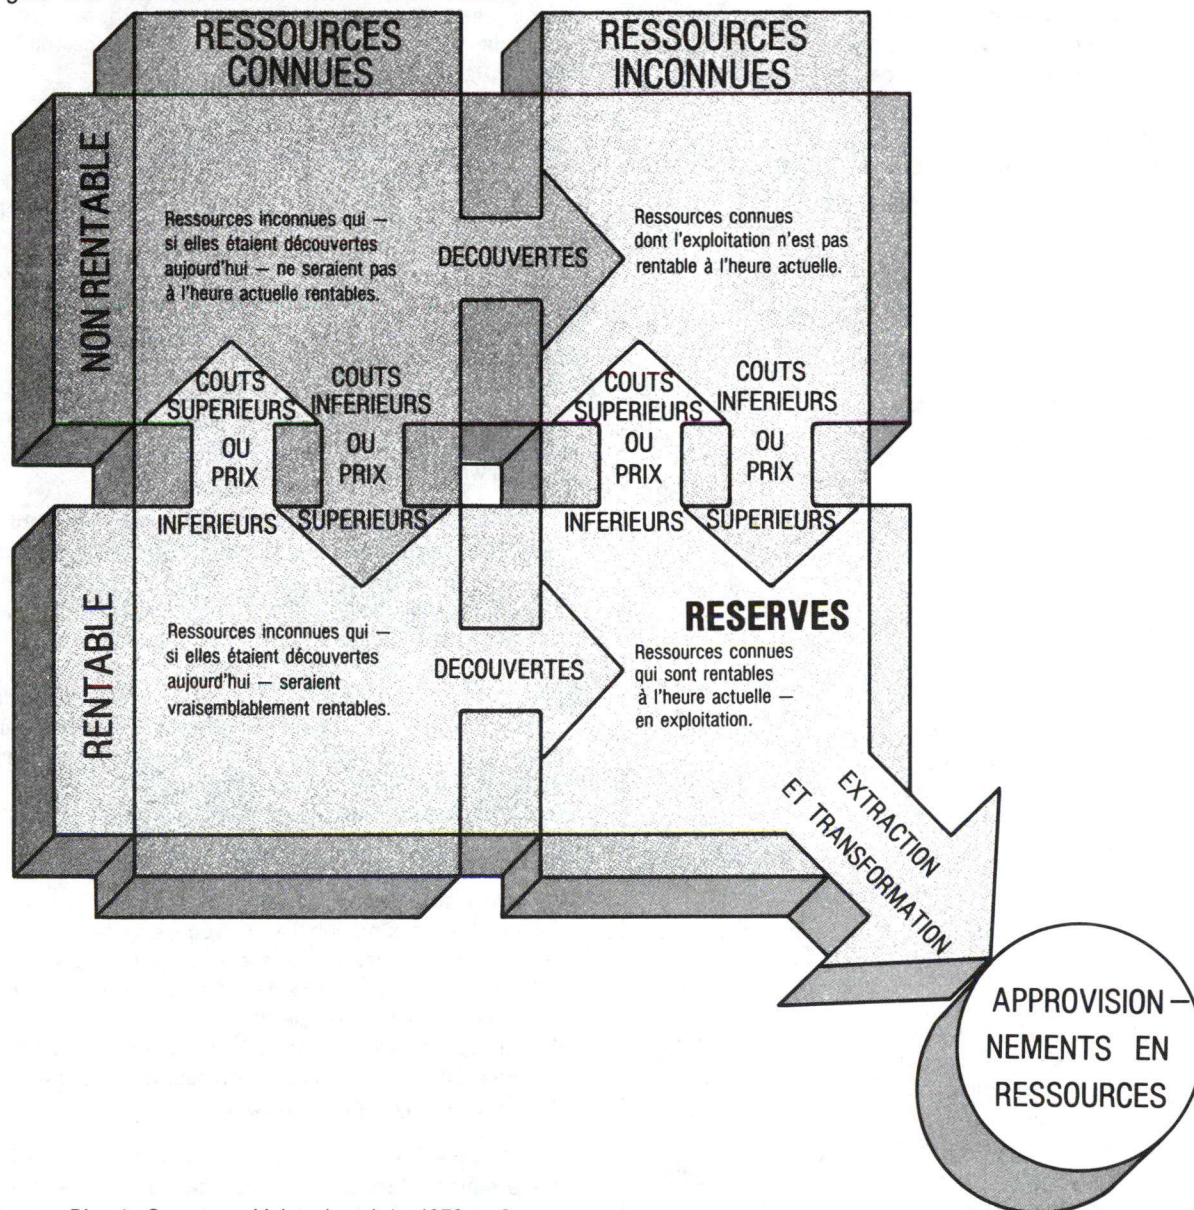 RESSOURCES
CONNUES
RESSOURCES
INCONNUES
NON RENTABLE
Ressources inconnues qui —
si elles étaient découvertes
aujourd'hui — ne seraient pas
à l'heure actuelle rentables.
DECOUVERTES
Ressources connues
dont l'exploitation n'est pas
rentable à l'heure actuelle.
COUTS
SUPERIEURS
OU
PRIX
INFERIEURS
COUTS
INFERIEURS
OU
PRIX
SUPERIEURS
COUTS
SUPERIEURS
OU
PRIX
INFERIEURS
COUTS
INFERIEURS
OU
PRIX
SUPERIEURS
RENTABLE
Ressources inconnues qui —
si elles étaient découvertes
aujourd'hui — seraient
vraisemblablement rentables.
DECOUVERTES
RESERVES
Ressources connues
qui sont rentables
à l'heure actuelle —
en exploitation.
EXTRACTION
ET TRANSFORMATION
APPROVISION —
NEMENTS EN
RESSOURCES